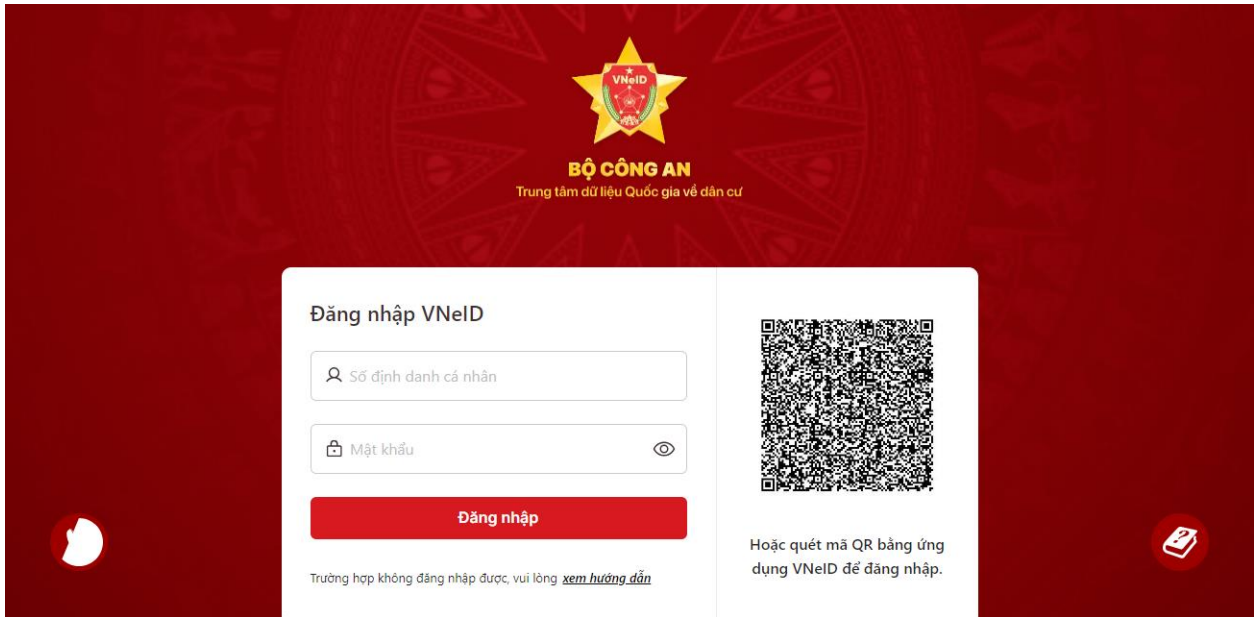 VNeID
BỘ CÔNG AN
Trung tâm dữ liệu Quốc gia về dân cư
Đăng nhập VNeID
Số định danh cá nhân
Mật khẩu
Đăng nhập
Trường hợp không đăng nhập được, vui lòng xem hướng dẫn
Hoặc quét mã QR bằng ứng
dụng VNeID để đăng nhập.